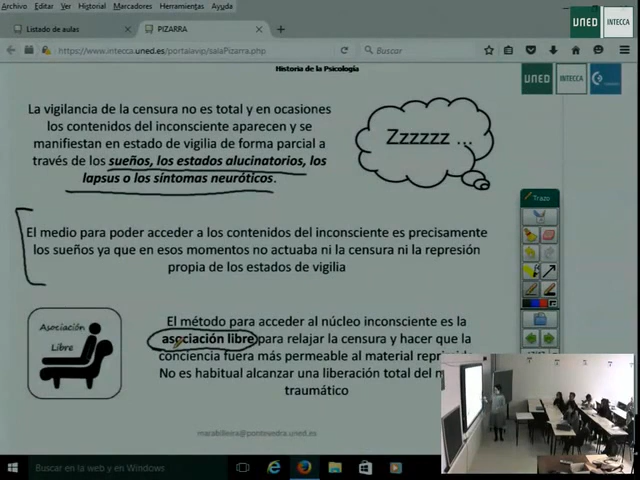 Archivo Editar Ver Historial Marcadores Herramientas Ayuda
Listado de aulas
PIZARRA
https://www.intecca.uned.es/portalavip/salaPizarra.php
Buscar
UNED
INTECCA
Historia de la Psicología
UNED
INTECCA
La vigilancia de la censura no es total y en ocasiones
los contenidos del inconsciente aparecen y se
manifiestan en estado de vigilia de forma parcial a
través de los sueños, los estados alucinatorios, los
lapsus o los síntomas neuróticos.
Zzzzzz ...
Trazo
El medio para poder acceder a los contenidos del inconsciente es precisamente
los sueños ya que en esos momentos no actuaba ni la censura ni la represión
propia de los estados de vigilia
Asociación
Libre
El método para acceder al núcleo inconsciente es la
asociación libre para relajar la censura y hacer que la
conciencia fuera más permeable al material
No es habitual alcanzar una liberación total del
traumático
macabilleira@pontevedra.uned.es
Buscar en la web y en Windows